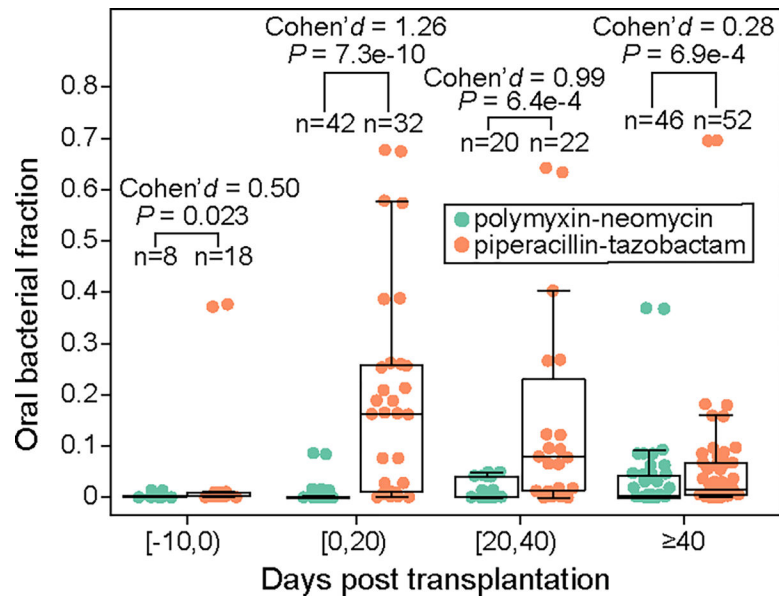 Cohen'd = 1.26
P = 7.3e-10
n=42 n=32
Cohen'd = 0.28
P = 6.9e-4
n=46 n=52
Cohen'd = 0.99
P = 6.4e-4
n=20 n=22
Cohen'd = 0.50
P = 0.023
n=8 n=18
polymyxin-neomycin
piperacillin-tazobactam
Oral bacterial fraction
0.8
0.7
0.6
0.5
0.4
0.3
0.2
0.1
0
[-10,0) [0,20) [20,40) ≥40
Days post transplantation